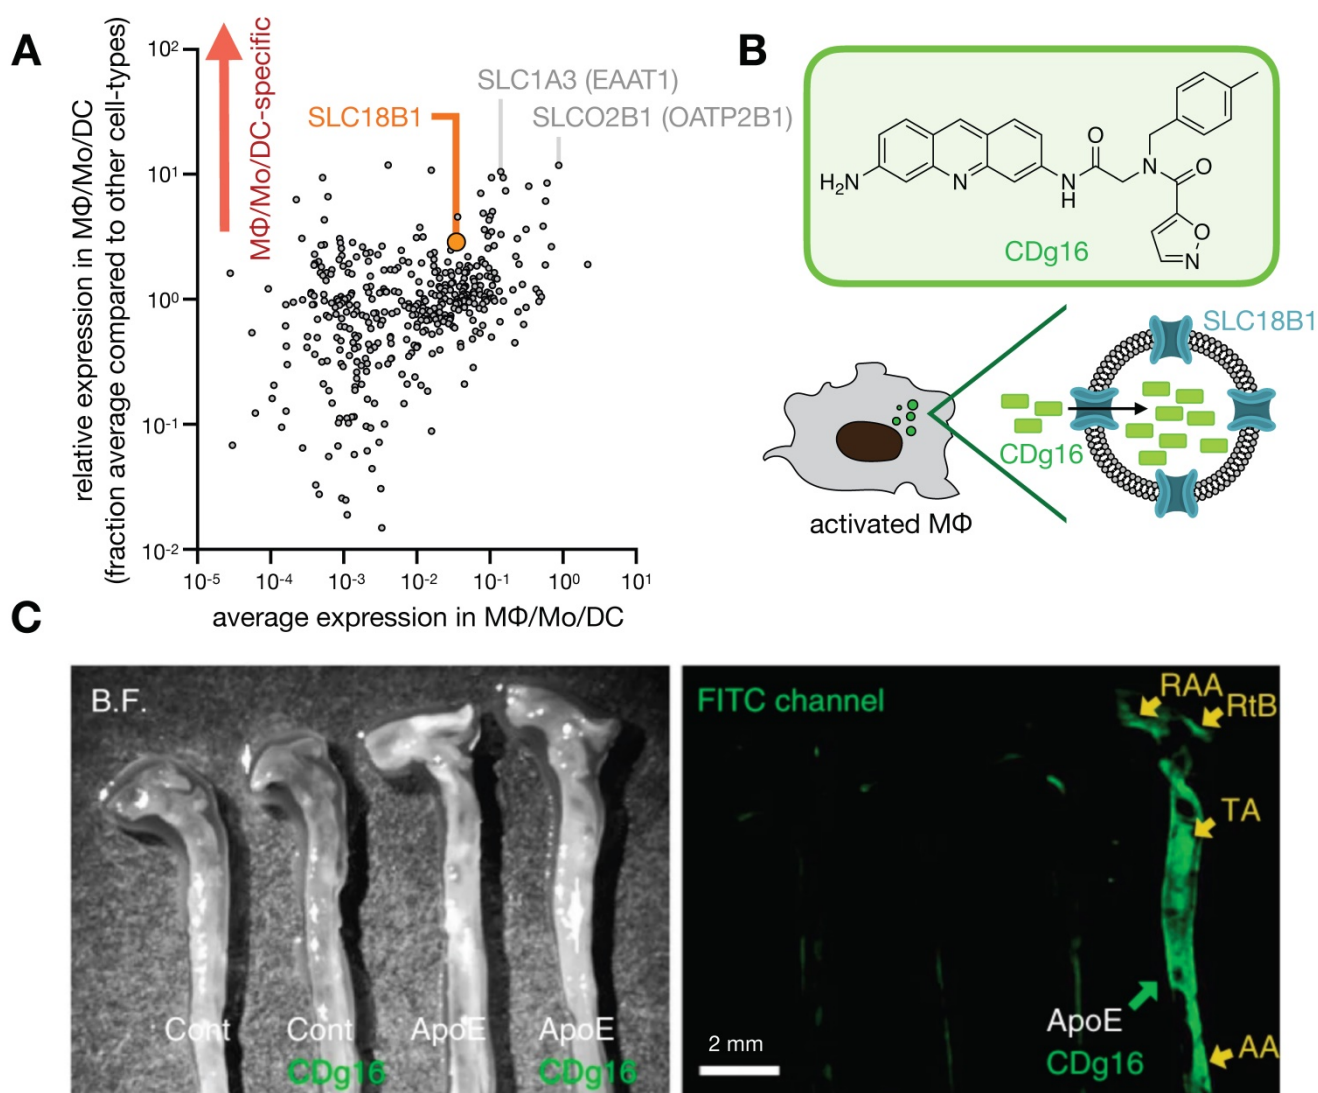 A
relative expression in MΦ/Mo/DC
(fraction average compared to other cell-types)
MΦ/Mo/DC-specific
10²
10¹
10⁰
10⁻¹
10⁻²
SLC18B1
SLC1A3 (EAAT1)
SLCO2B1 (OATP2B1)
10⁻⁵ 10⁻⁴ 10⁻³ 10⁻² 10⁻¹ 10⁰ 10¹
average expression in MΦ/Mo/DC
B
H₂N
N
N
H
O
N
O
O
N
CDg16
SLC18B1
CDg16
activated MΦ
C
B.F.
Cont
Cont
CDg16
ApoE
ApoE
CDg16
FITC channel
RAA
RtB
TA
ApoE
CDg16
AA
2 mm